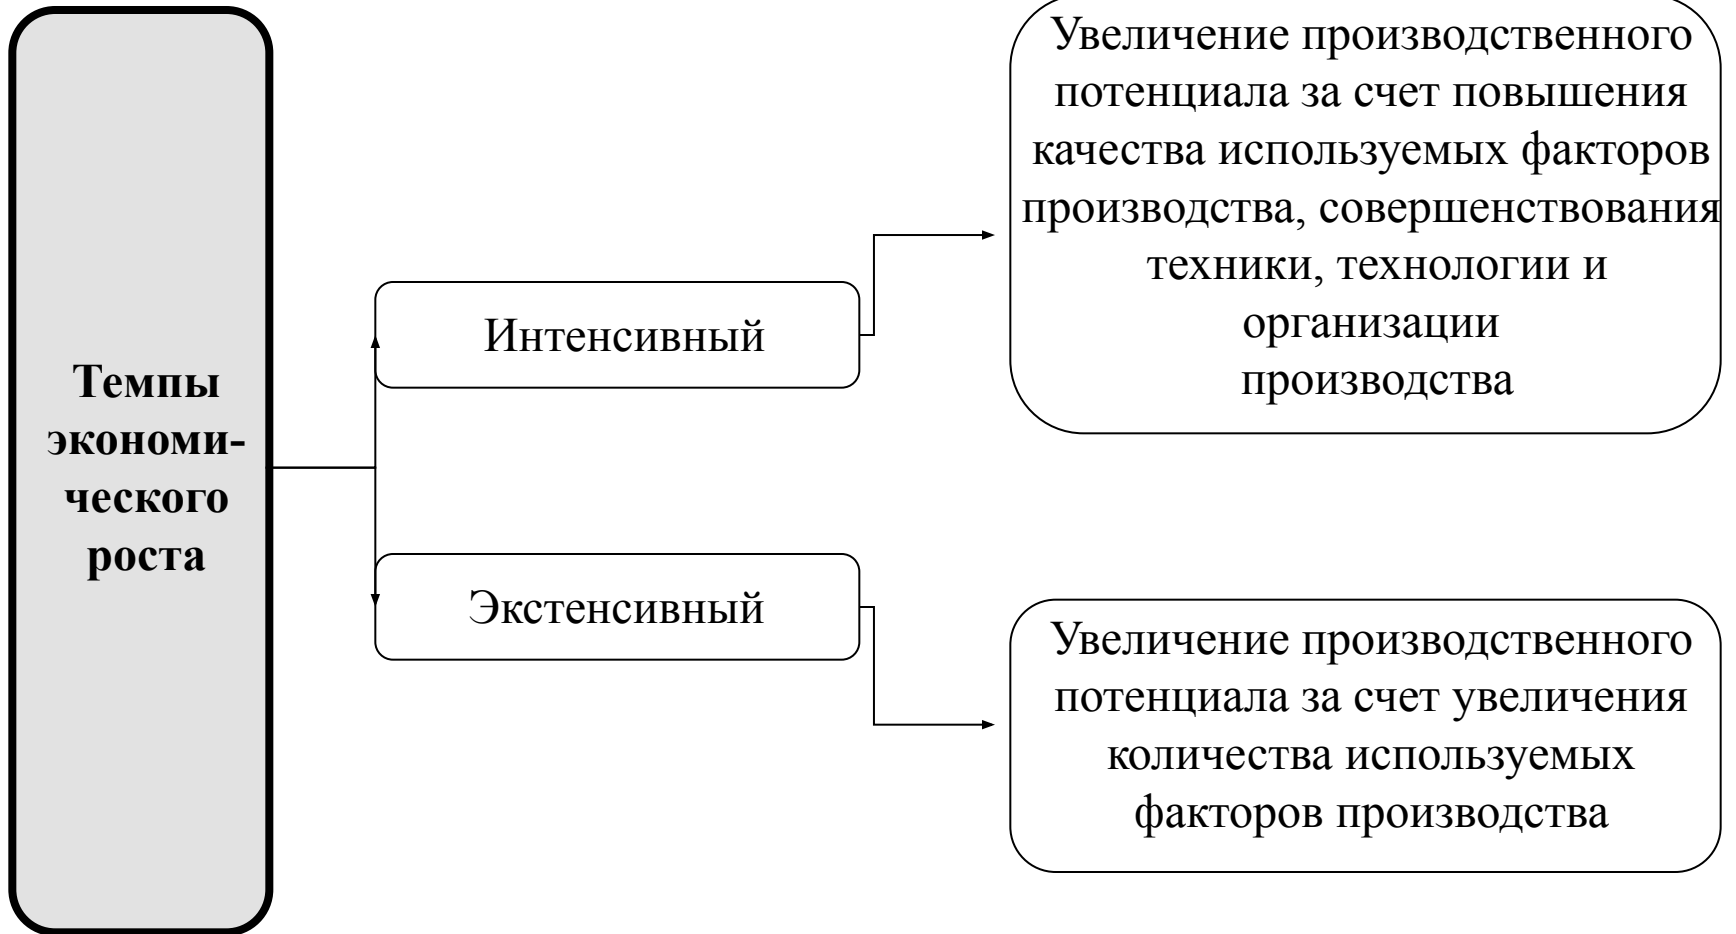 Темпы
экономи-
ческого
роста
Интенсивный
Увеличение производственного
потенциала за счет повышения
качества используемых факторов
производства, совершенствования
техники, технологии и
организации
производства
Экстенсивный
Увеличение производственного
потенциала за счет увеличения
количества используемых
факторов производства